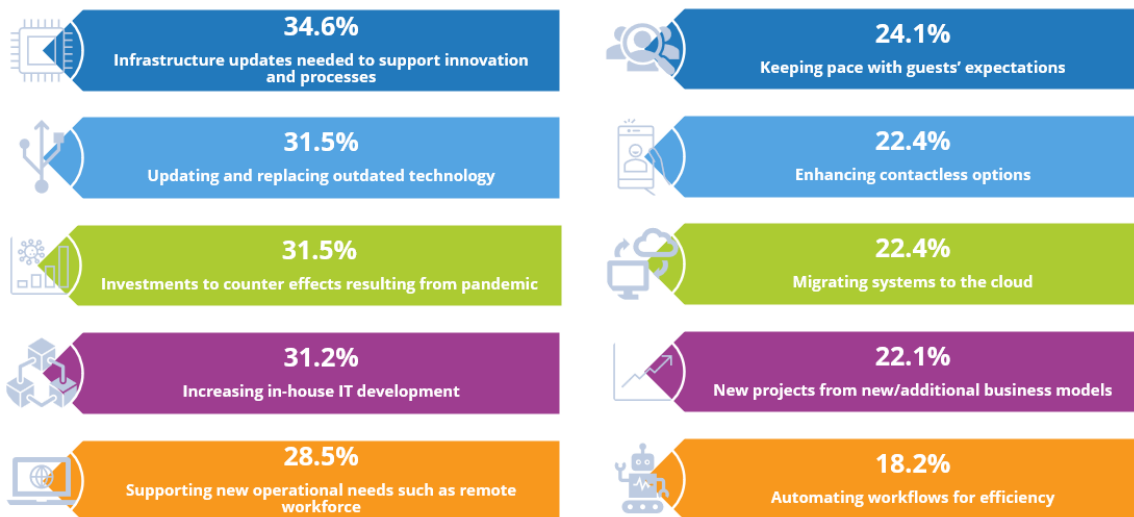 34.6%
Infrastructure updates needed to support innovation
and processes
31.5%
Updating and replacing outdated technology
31.5%
Investments to counter effects resulting from pandemic
31.2%
Increasing in-house IT development
28.5%
Supporting new operational needs such as remote
workforce
24.1%
Keeping pace with guests’ expectations
22.4%
Enhancing contactless options
22.4%
Migrating systems to the cloud
22.1%
New projects from new/additional business models
18.2%
Automating workflows for efficiency